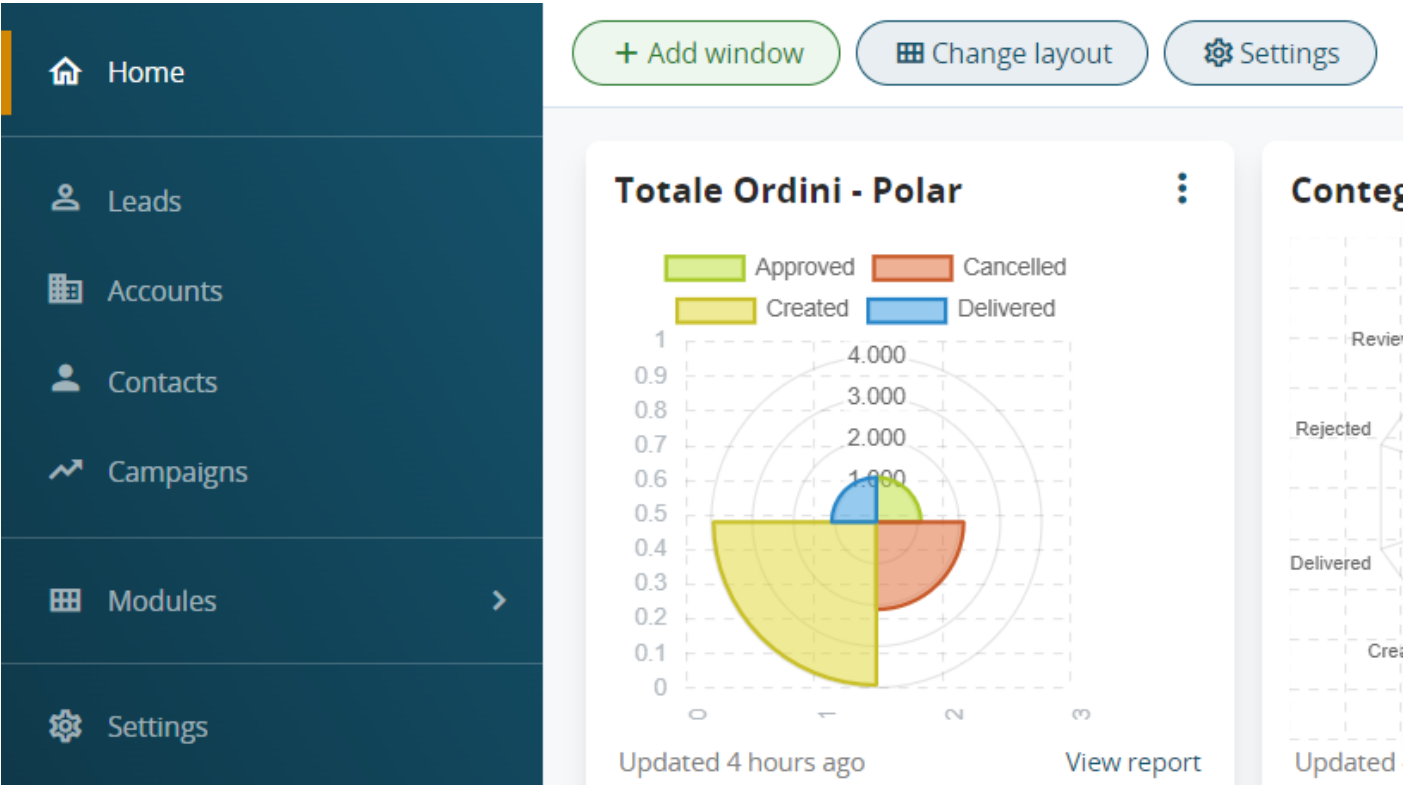 Home
Leads
Accounts
Contacts
Campaigns
Modules
Settings
+ Add window
Change layout
Settings
Totale Ordini - Polar
Approved Cancelled
Created Delivered
1
0.9
0.8
0.7
0.6
0.5
0.4
0.3
0.2
0.1
0
4.000
3.000
2.000
1.000
0 1 2 3
Updated 4 hours ago View report
Rejected
Delivered
Updated